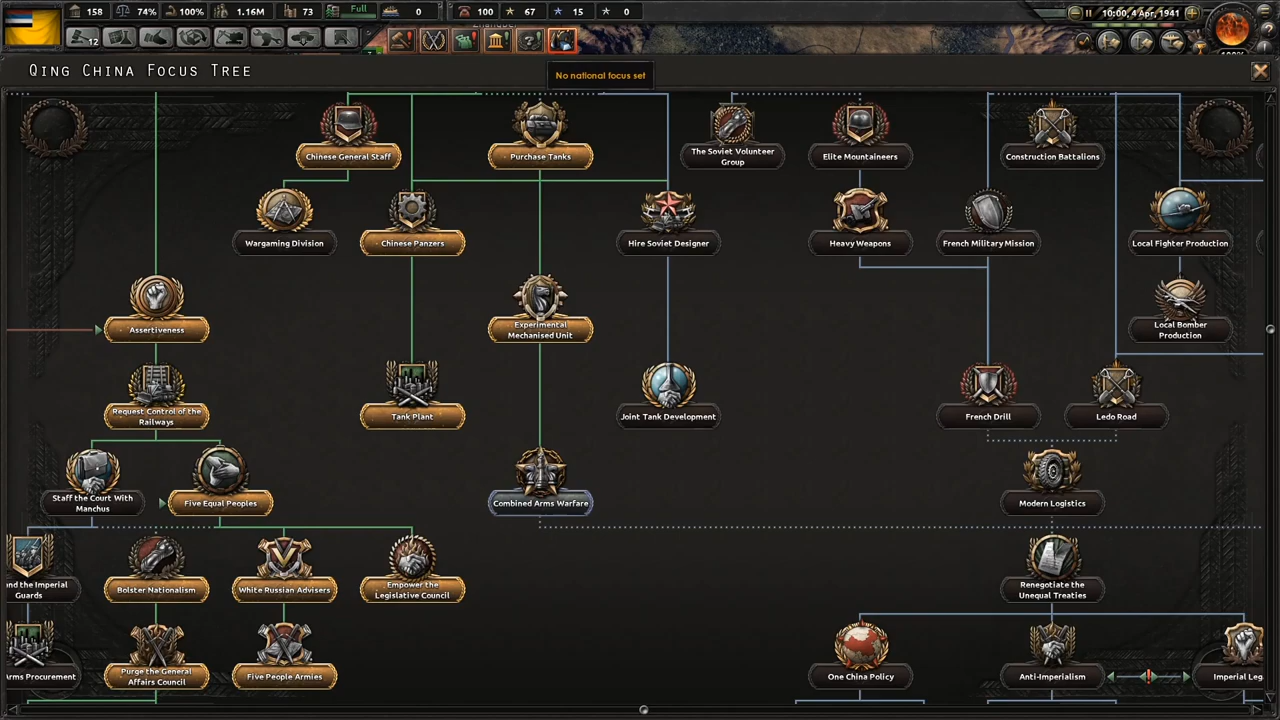 158
74%
100%
1.16M
73
Full
0
100
67
15
0
10:00, 4 Apr, 1941
12
100%
Qing China Focus Tree
No national focus set
Chinese General Staff
Purchase Tanks
The Soviet Volunteer
Group
Elite Mountaineers
Construction Battalions
Wargaming Division
Chinese Panzers
Hire Soviet Designer
Heavy Weapons
French Military Mission
Local Fighter Production
Assertiveness
Experimental
Mechanised Unit
Local Bomber
Production
Request Control of the
Railways
Tank Plant
Joint Tank Development
French Drill
Ledo Road
Staff the Court With
Manchus
Five Equal Peoples
Combined Arms Warfare
Modern Logistics
nd the Imperial
Guards
Bolster Nationalism
White Russian Advisers
Empower the
Legislative Council
Renegotiate the
Unequal Treaties
Arms Procurement
Purge the General
Affairs Council
Five People Armies
One China Policy
Anti-Imperialism
Imperial Leg